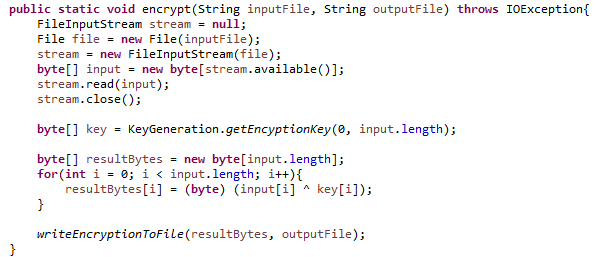 public static void encrypt(String inputFile, String outputFile) throws IOException{
    FileInputStream stream = null;
    File file = new File(inputFile);
    stream = new FileInputStream(file);
    byte[] input = new byte[stream.available()];
    stream.read(input);
    stream.close();

    byte[] key = KeyGeneration.getEncyptionKey(0, input.length);

    byte[] resultBytes = new byte[input.length];
    for(int i = 0; i < input.length; i++){
        resultBytes[i] = (byte) (input[i] ^ key[i]);
    }

    writeEncryptionToFile(resultBytes, outputFile);
}